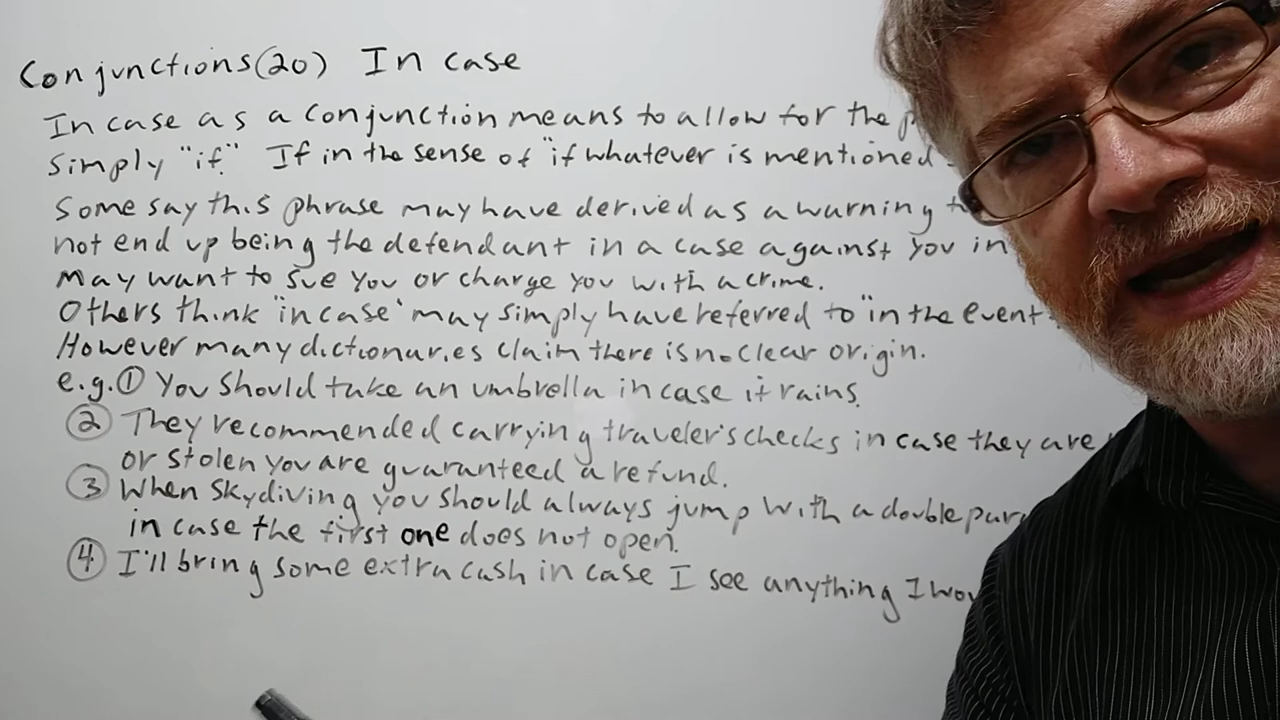 Conjunctions(20) In case
In case as a conjunction means to allow for the
simply "if." If in the sense of "if whatever is mentioned
Some say this phrase may have derived as a warning
not end up being the defendant in a case against you in
May want to sue you or charge you with a crime.
Others think "in case" may simply have referred to "in the event
However many dictionaries claim there is no clear origin.
e.g. ① You should take an umbrella in case it rains.
② They recommended carrying traveler's checks in case they are
or stolen you are guaranteed a refund.
③ When skydiving you should always jump with a double
in case the first one does not open.
④ I'll bring some extra cash in case I see anything I